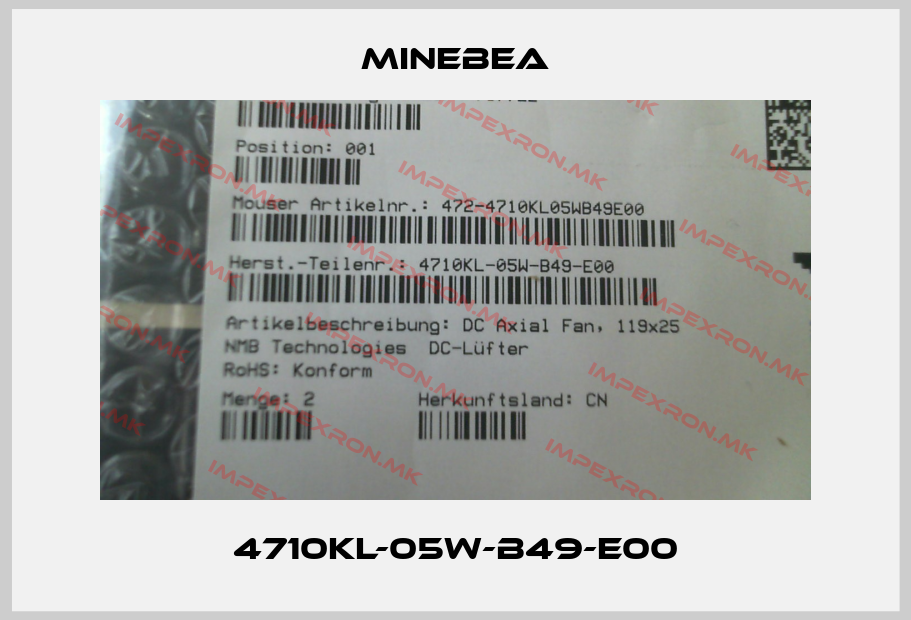 MINEBEA
Position: 001
Mouser Artikelnr.: 472-4710KL05WB49E00
Herst.-Teilenr.: 4710KL-05W-B49-E00
Artikelbeschreibung: DC Axial Fan, 119x25
NMB Technologies DC-Lüfter
RoHS: Konform
Menge: 2 Herkunftsland: CN
IMPEXRON.MK
4710KL-05W-B49-E00